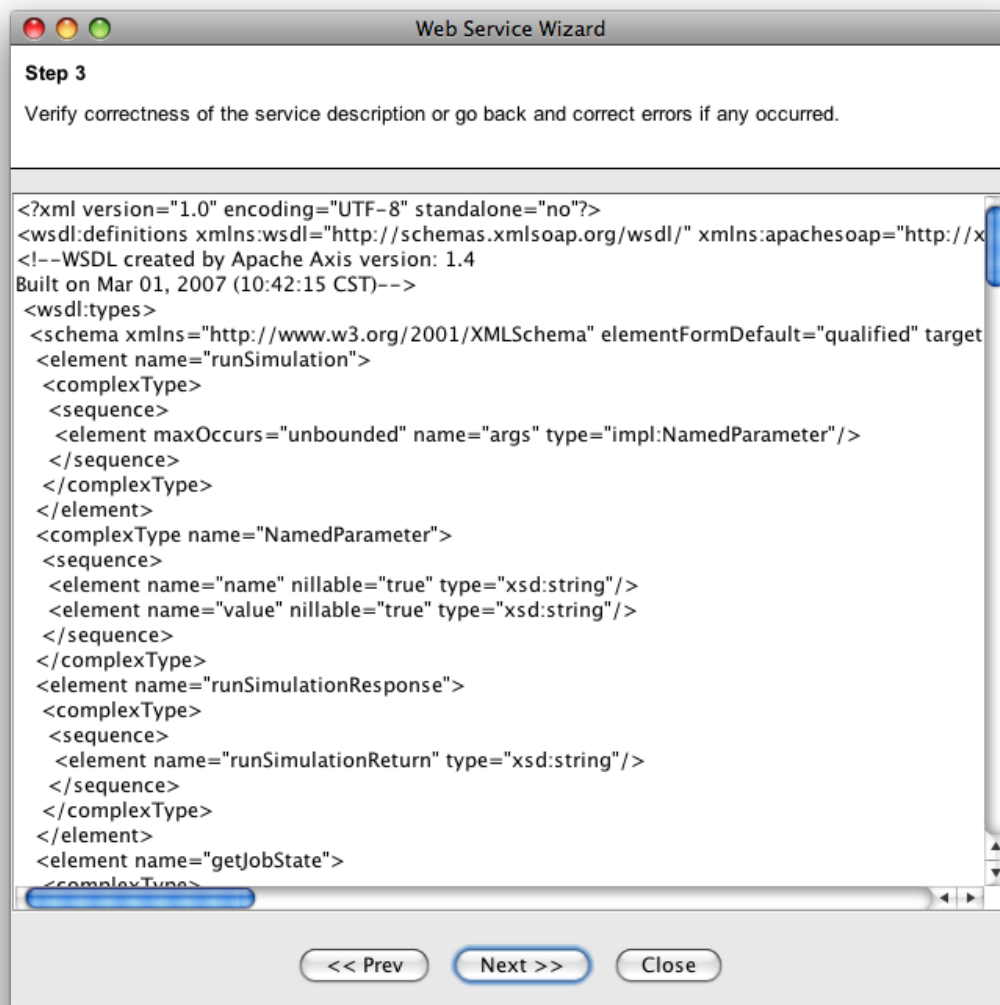 Web Service Wizard
Step 3
Verify correctness of the service description or go back and correct errors if any occurred.
<?xml version="1.0" encoding="UTF-8" standalone="no"?>
<wsdl:definitions xmlns:wsdl="http://schemas.xmlsoap.org/wsdl/" xmlns:apachesoap="http://x
<!--WSDL created by Apache Axis version: 1.4
Built on Mar 01, 2007 (10:42:15 CST)-->
<wsdl:types>
<schema xmlns="http://www.w3.org/2001/XMLSchema" elementFormDefault="qualified" target
<element name="runSimulation">
<complexType>
<sequence>
<element maxOccurs="unbounded" name="args" type="impl:NamedParameter"/>
</sequence>
</complexType>
</element>
<complexType name="NamedParameter">
<sequence>
<element name="name" nillable="true" type="xsd:string"/>
<element name="value" nillable="true" type="xsd:string"/>
</sequence>
</complexType>
<element name="runSimulationResponse">
<complexType>
<sequence>
<element name="runSimulationReturn" type="xsd:string"/>
</sequence>
</complexType>
</element>
<element name="getJobState">
<complexType>
<< Prev
Next >>
Close